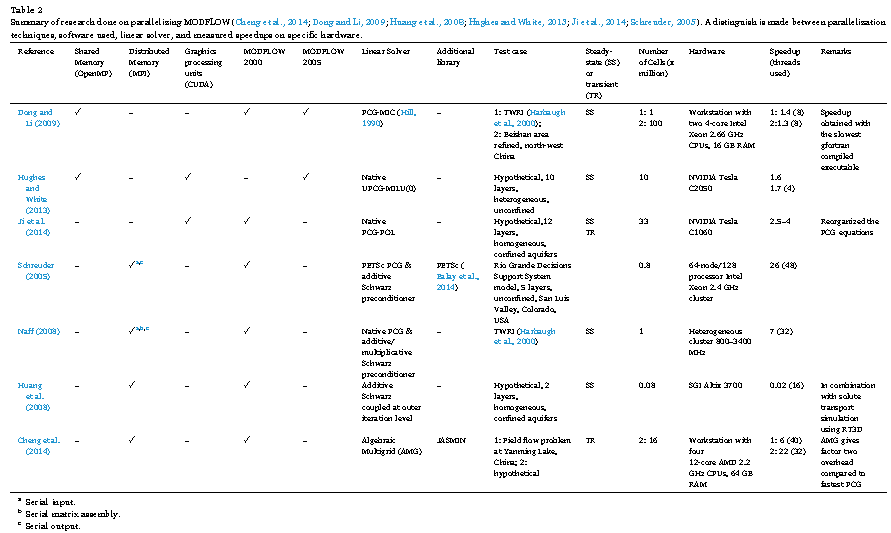 Table 2
Summary of research done on parallelising MODFLOW (Cheng et al., 2014; Dong and Li, 2009; Huang et al., 2008; Hughes and White, 2013; Ji et al., 2014; Schreuder, 2005). A distinguish is made between parallelisation
techniques, software used, linear solver, and measured speedups on specific hardware.
Reference Shared Memory (OpenMP) Distributed Memory (MPI) Graphics processing units (CUDA) MODFLOW 2000 MODFLOW 2005 Linear Solver Additional library Test case Steady-state (SS) or transient (TR) Number of Cells (x million) Hardware Speedup (threads used) Remarks
Dong and Li (2009) ✓ – – ✓ ✓ PCG-MIC (Hill, 1990) – 1: TWRI (Harbaugh et al., 2000); 2: Beishan area refined, north-west China SS 1: 1 2: 100 Workstation with two 4-core Intel Xeon 2.66 GHz CPUs, 16 GB RAM 1: 1.4 (8) 2:1.3 (8) Speedup obtained with the slowest gfortran compiled executable
Hughes and White (2013) ✓ – ✓ – ✓ Native UPCG-MILU(0) – Hypothetical, 10 layers, heterogeneous, unconfined SS 10 NVIDIA Tesla C2050 1.6 1.7 (4)
Ji et al. (2014) – – ✓ ✓ – Native PCG-POL – Hypothetical,12 layers, homogeneous, confined aquifers SS TR 33 NVIDIA Tesla C1060 2.5–4 Reorganized the PCG equations
Schreuder (2005) – ✓a,c – ✓ – PETSc PCG & additive Schwarz preconditioner PETSc (Balay et al., 2014) Rio Grande Decisions Support System model, 5 layers, unconfined, San Luis Valley, Colorado, USA 0.8 64-node/128 processor Intel Xeon 2.4 GHz cluster 26 (48)
Naff (2008) – ✓a,b,c – ✓ – Native PCG & additive/multiplicative Schwarz preconditioner – TWRI (Harbaugh et al., 2000) SS 1 Heterogeneous cluster 800–3400 MHz 7 (32)
Huang et al. (2008) – ✓ – ✓ – Additive Schwarz coupled at outer iteration level – Hypothetical, 2 layers, homogeneous, confined aquifers SS 0.08 SGI Altix 3700 0.02 (16) In combination with solute transport simulation using RT3D
Cheng et al. (2014) – ✓ – ✓ – Algebraic Multigrid (AMG) JASMIN 1: Field flow problem at Yanming Lake, China; 2: hypothetical TR 2: 16 Workstation with four 12-core AMD 2.2 GHz CPUs, 64 GB RAM 1: 6 (40) 2: 22 (32) AMG gives factor two overhead compared to fastest PCG
a Serial input.
b Serial matrix assembly.
c Serial output.